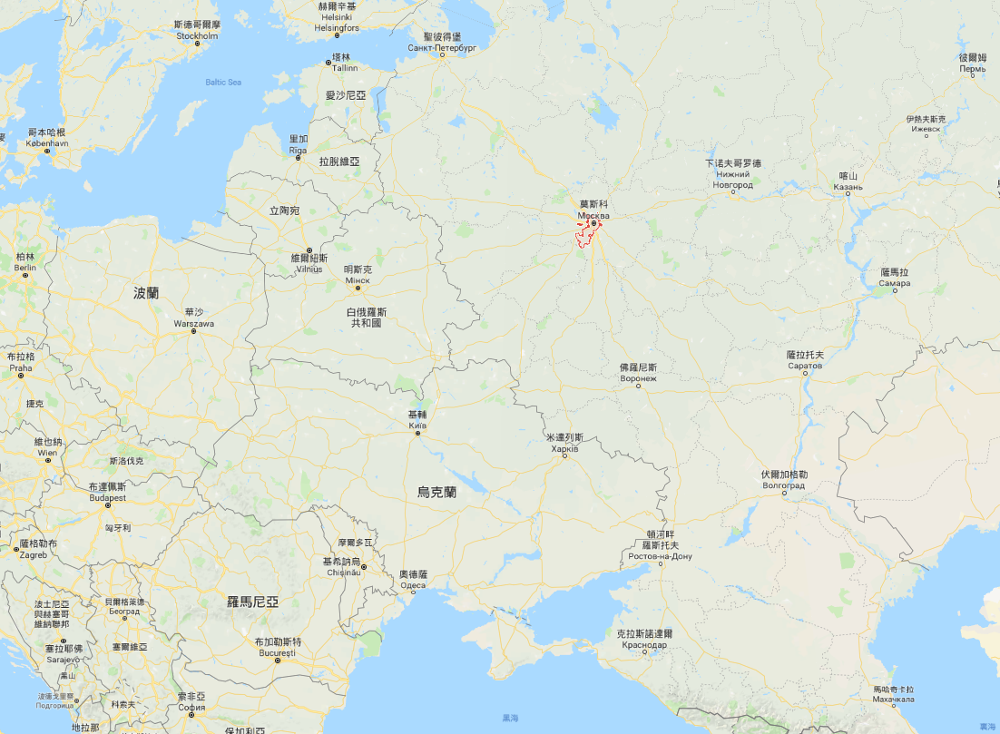 赫爾辛基
Helsinki
Helsingfors
斯德哥爾摩
Stockholm
聖彼得堡
Санкт-Петербург
塔林
Tallinn
彼爾姆
Пермь
Baltic Sea
愛沙尼亞
伊熱夫斯克
Ижевск
哥本哈根
København
里加
Rīga
拉脫維亞
下诺夫哥罗德
Нижний
Новгород
喀山
Казань
莫斯科
Москва
立陶宛
維爾紐斯
Vilnius
柏林
Berlin
明斯克
Мінск
薩馬拉
Самара
波蘭
華沙
Warszawa
白俄羅斯
共和國
布拉格
Praha
薩拉托夫
Саратов
佛羅尼斯
Воронеж
捷克
基輔
Київ
米達列斯
Харків
維也納
Wien
斯洛伐克
伏爾加格勒
Волгоград
布達佩斯
Budapest
烏克蘭
匈牙利
薩格勒布
Zagreb
摩爾多瓦
頓河畔
羅斯托夫
Ростов-на-Дону
基希訥烏
Chișinău
奧德薩
Одеса
波士尼亞
與赫塞哥
維納聯邦
貝爾格萊德
Београд
羅馬尼亞
克拉斯諾達爾
Краснодар
塞拉耶佛
Sarajevo
塞爾維亞
布加勒斯特
București
黑山
波德戈里察
Подгорица
科索夫
索非亞
София
馬哈奇卡拉
Махачкала
地拉那
保加利亞
黑海
裏海